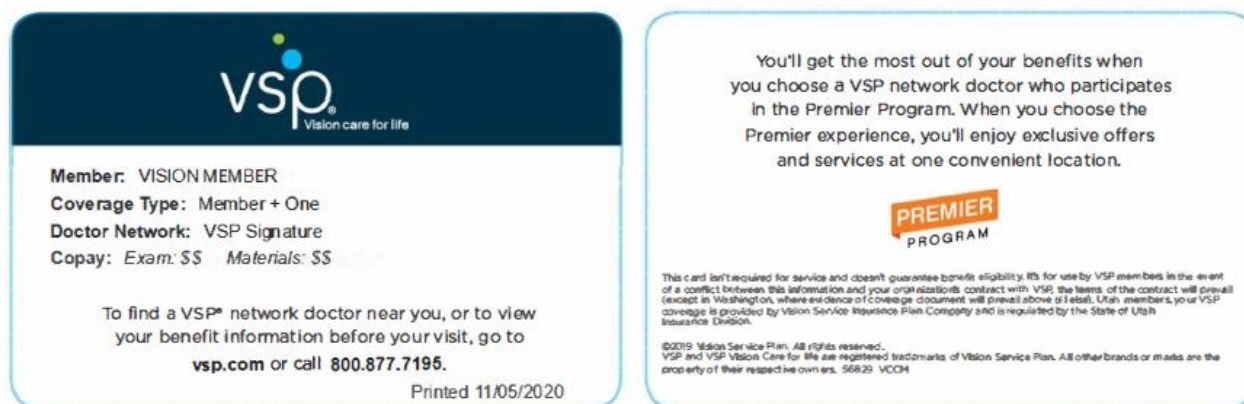 vsp®
Vision care for life
Member: VISION MEMBER
Coverage Type: Member + One
Doctor Network: VSP Signature
Copay: Exam: $$ Materials: $$
To find a VSP® network doctor near you, or to view
your benefit information before your visit, go to
vsp.com or call 800.877.7195.
Printed 11/05/2020
You'll get the most out of your benefits when
you choose a VSP network doctor who participates
in the Premier Program. When you choose the
Premier experience, you'll enjoy exclusive offers
and services at one convenient location.
PREMIER
PROGRAM
This card isn't required for service and doesn't guarantee benefit eligibility. It's for use by VSP members in the event
of a conflict between this information and your organization's contract with VSP, the terms of the contract will prevail
(except in Washington, where evidence of coverage document will prevail above all else). Utah members, your VSP
coverage is provided by Vision Service Insurance Plan Company and is regulated by the State of Utah
Insurance Division.
©2019 Vision Service Plan. All rights reserved.
VSP and VSP Vision Care for life are registered trademarks of Vision Service Plan. All other brands or marks are the
property of their respective owners. 56829 VCCM